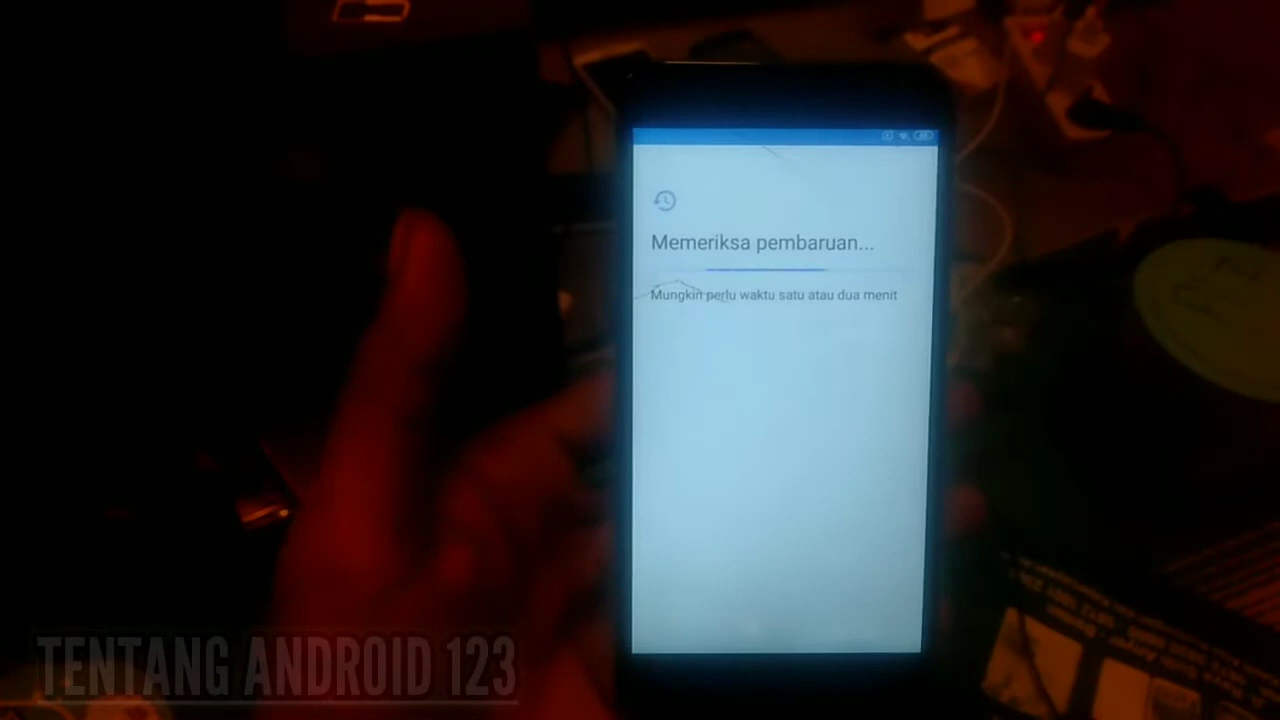 Memeriksa pembaruan...
Mungkin perlu waktu satu atau dua menit
TENTANG ANDROID 123